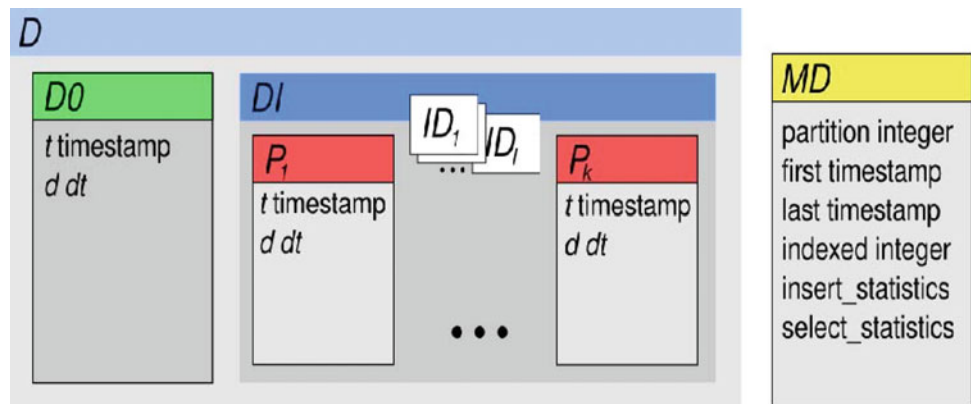 D
D0
t timestamp
d dt
DI
ID1
...
IDl
P1
t timestamp
d dt
Pk
t timestamp
d dt
...
MD
partition integer
first timestamp
last timestamp
indexed integer
insert_statistics
select_statistics